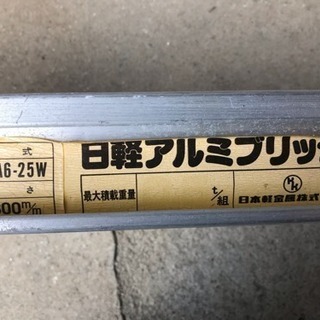 式
A6-25W
さ
00m/m
日軽アルミブリッ
最大積載重量
t/組
日本軽金属株式